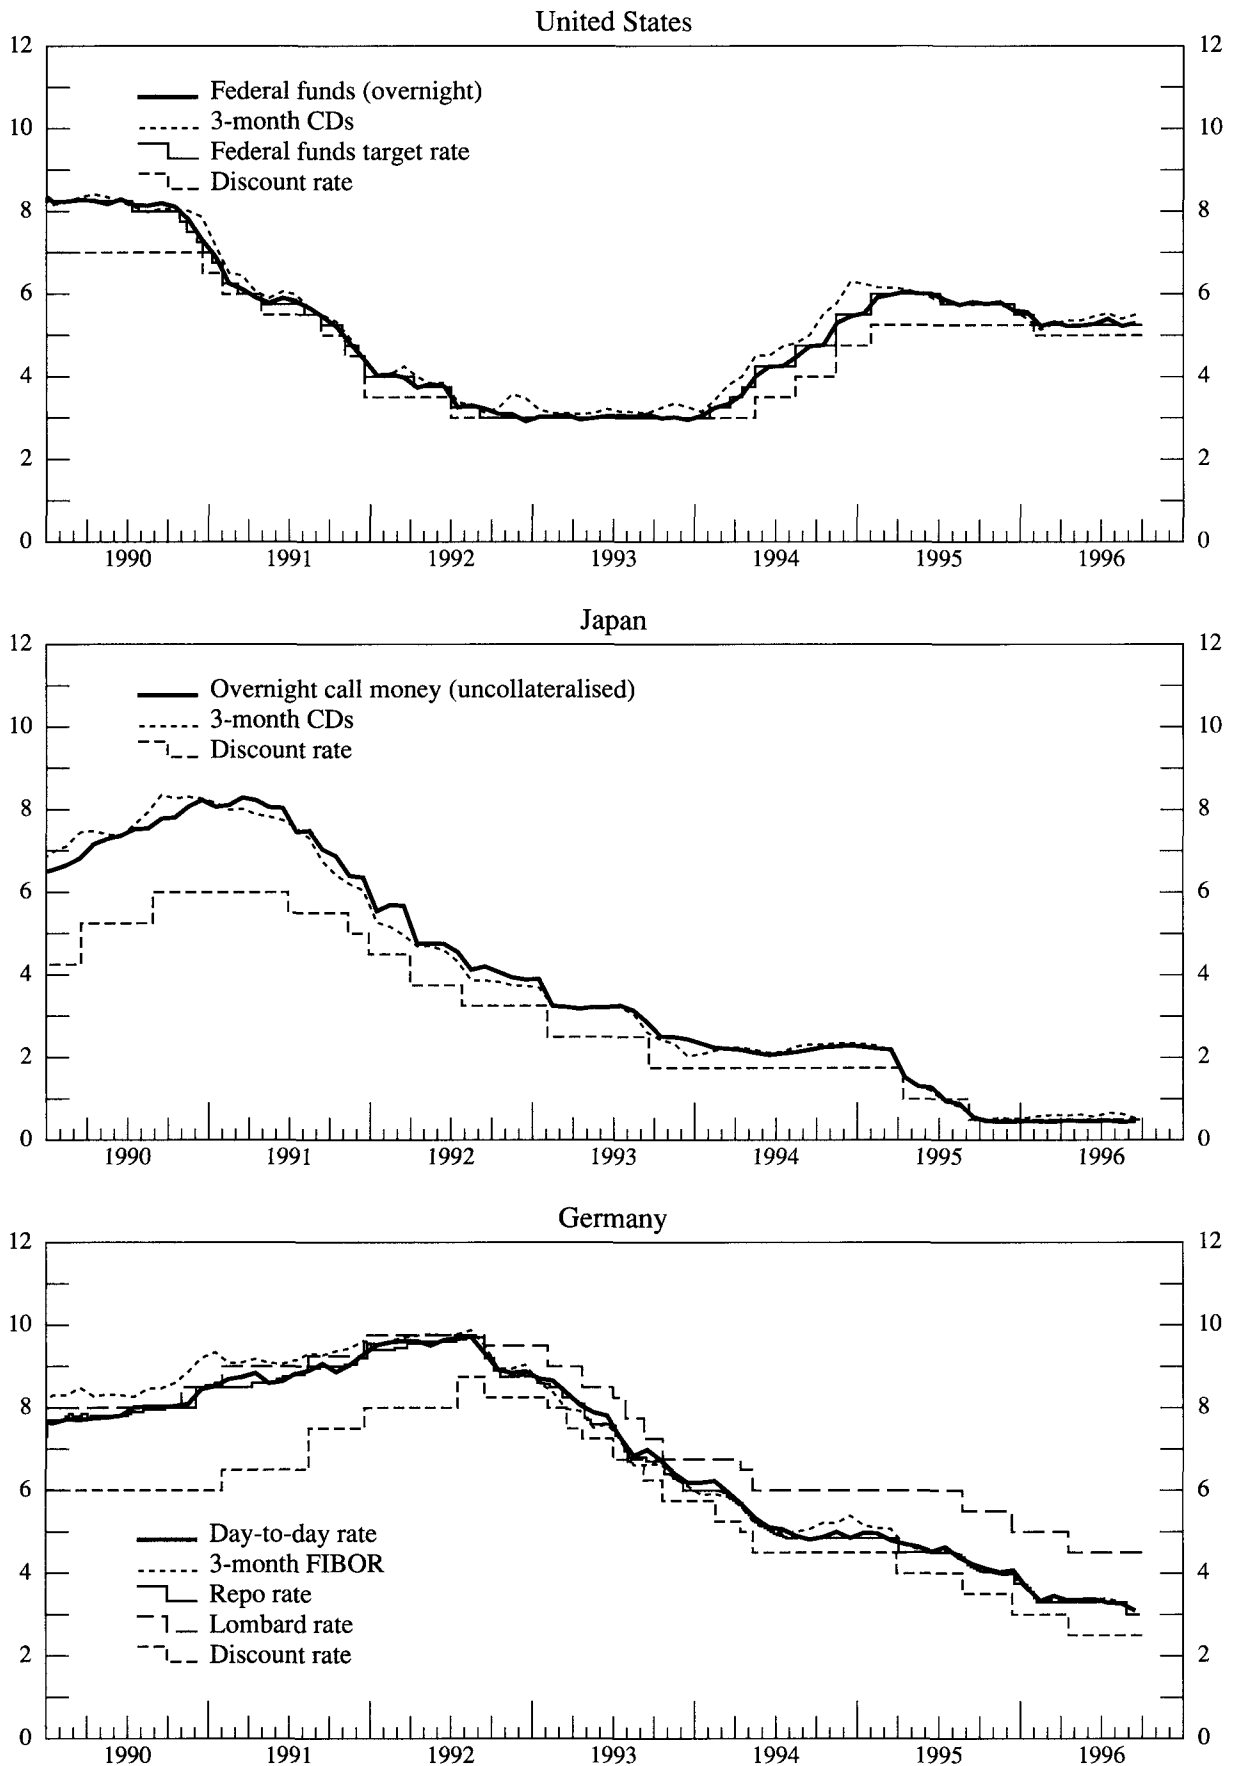 United States
12 12
Federal funds (overnight)
3-month CDs
10 10
Federal funds target rate
Discount rate
8 8
6 6
4 4
2 2
0 0
1990 1991 1992 1993 1994 1995 1996
Japan
12 12
Overnight call money (uncollateralised)
3-month CDs
10 10
Discount rate
8 8
6 6
4 4
2 2
0 0
1990 1991 1992 1993 1994 1995 1996
Germany
12 12
10 10
8 8
6 6
Day-to-day rate
3-month FIBOR
4 4
Repo rate
Lombard rate
Discount rate
2 2
0 0
1990 1991 1992 1993 1994 1995 1996